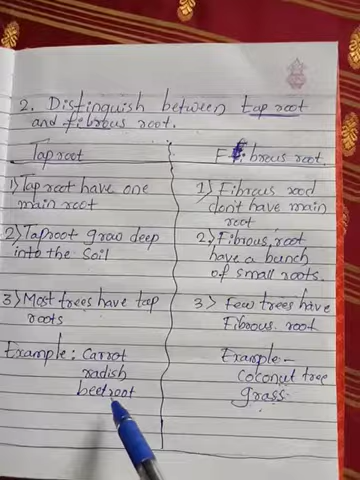 2. Distinguish between tap root
and fibrous root.
Taproot
1) Tap root have one
main root
2) Taproot grow deep
into the Soil
3) Most trees have tap
roots
Example: Carrot
radish
beetroot
Fibrous root.
1) Fibrous rood
don't have main
root
2) Fibrous, root
have a bunch
of small roots.
3) Few trees have
Fibrous root
Example-
Coconut tree
grass.